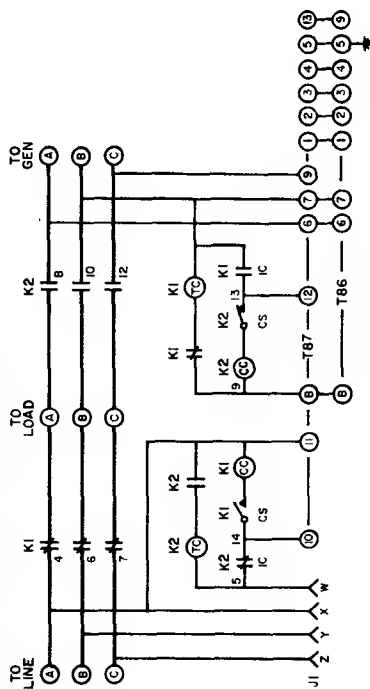 TO
LINE
TO
LOAD
TO
GEN
K1
K2
A
4
A
8
A
B
6
B
10
B
C
7
C
12
C
K2
TC
K2
K2
5
1C
14
K1
CS
K1
CC
K1
K1
TC
9
K2
CC
K2
CS
13
K1
1C
J1
Z
Y
X
W
10
11
8
T87
12
6
7
9
1
2
3
4
5
13
8
T86
6
7
1
2
3
4
5
9